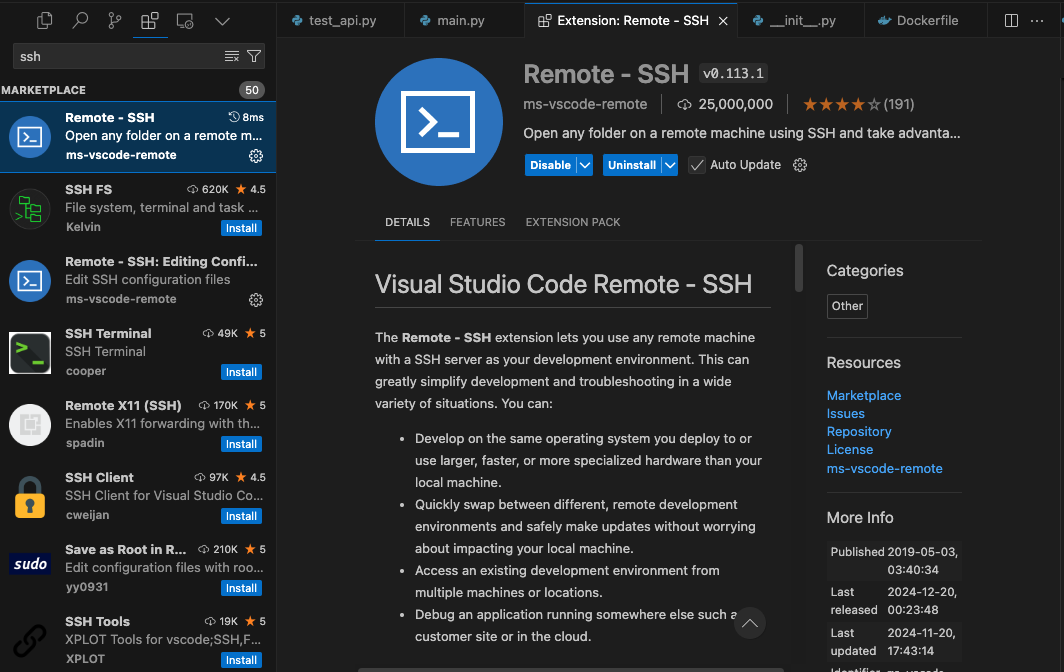 test_api.py
main.py
Extension: Remote - SSH
__init__.py
Dockerfile
ssh
MARKETPLACE
50
Remote - SSH
8ms
Open any folder on a remote m...
ms-vscode-remote
SSH FS
620K
4.5
File system, terminal and task ...
Kelvin
Install
Remote - SSH: Editing Confi...
Edit SSH configuration files
ms-vscode-remote
SSH Terminal
49K
5
SSH Terminal
cooper
Install
Remote X11 (SSH)
170K
5
Enables X11 forwarding with th...
spadin
Install
SSH Client
97K
4.5
SSH Client for Visual Studio Co...
cweijan
Install
sudo
Save as Root in R...
210K
5
Edit configuration files with roo...
yy0931
Install
SSH Tools
19K
5
XPLOT Tools for vscode;SSH,F...
XPLOT
Install
Remote - SSH
v0.113.1
ms-vscode-remote
25,000,000
(191)
Open any folder on a remote machine using SSH and take advanta...
Disable
Uninstall
Auto Update
DETAILS
FEATURES
EXTENSION PACK
Visual Studio Code Remote - SSH
The Remote - SSH extension lets you use any remote machine
with a SSH server as your development environment. This can
greatly simplify development and troubleshooting in a wide
variety of situations. You can:
• Develop on the same operating system you deploy to or
use larger, faster, or more specialized hardware than your
local machine.
• Quickly swap between different, remote development
environments and safely make updates without worrying
about impacting your local machine.
• Access an existing development environment from
multiple machines or locations.
• Debug an application running somewhere else such a
customer site or in the cloud.
Categories
Other
Resources
Marketplace
Issues
Repository
License
ms-vscode-remote
More Info
Published 2019-05-03,
03:40:34
Last 2024-12-20,
released 00:23:48
Last 2024-11-20,
updated 17:43:14